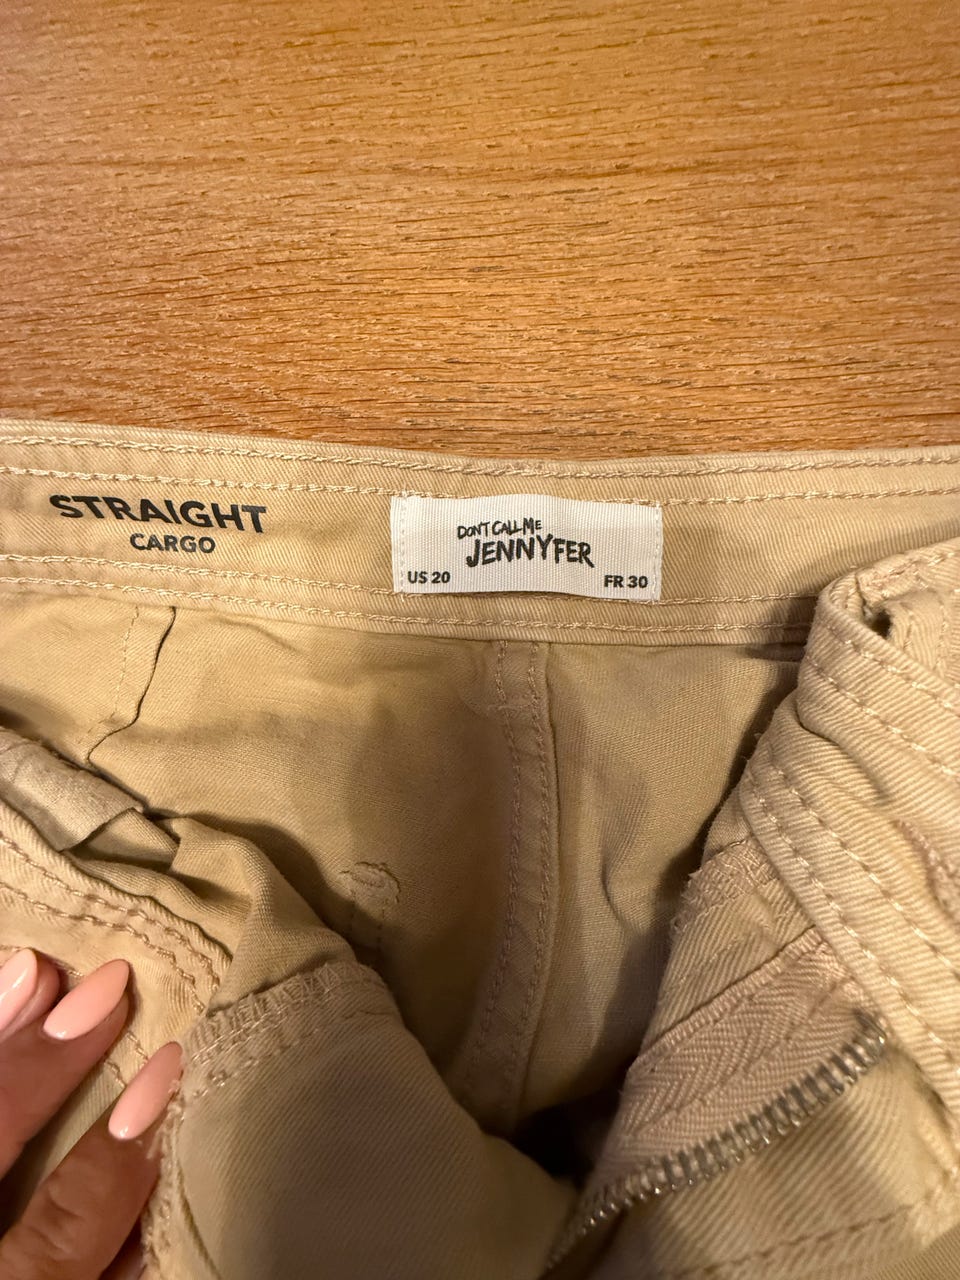 STRAIGHT
CARGO
DON'T CALL ME
JENNYFER
US 20
FR 30